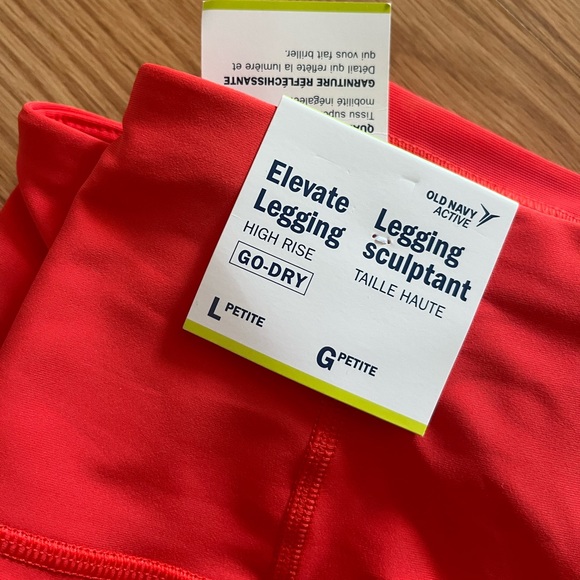 qui vous fait briller.
Détail qui reflète la lumière et
GARNITURE RÉFLÉCHISSANTE
Elevate
Legging
HIGH RISE
GO-DRY
L PETITE
OLD NAVY
ACTIVE
Legging
sculptant
TAILLE HAUTE
G PETITE